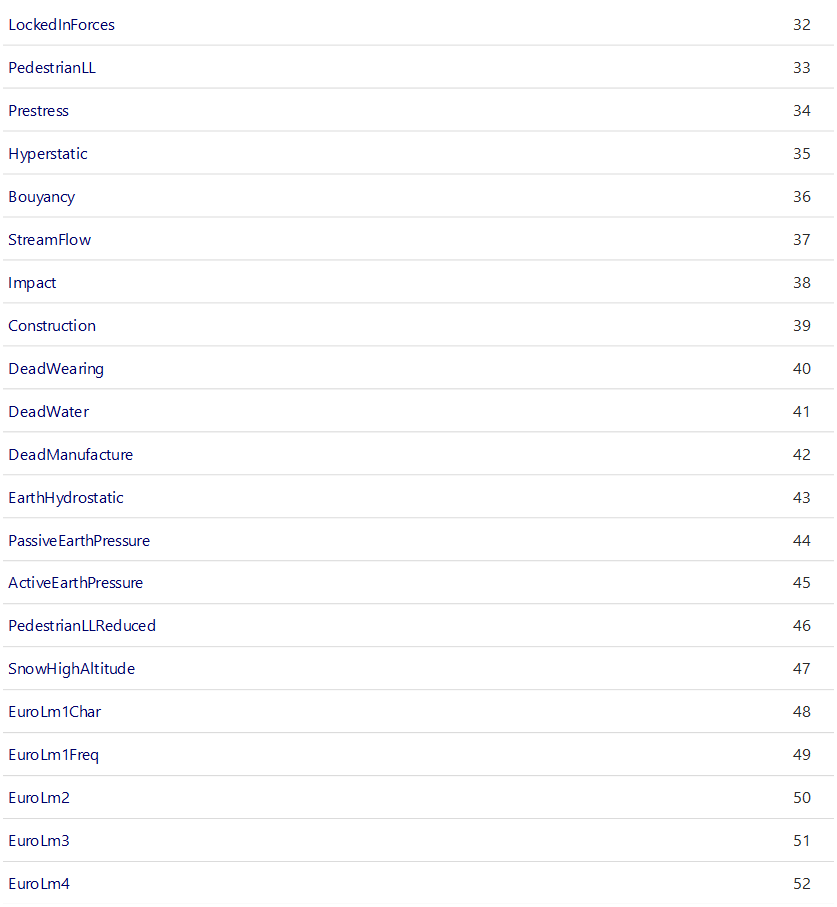 LockedInForces 32
PedestrianLL 33
Prestress 34
Hyperstatic 35
Bouyancy 36
StreamFlow 37
Impact 38
Construction 39
DeadWearing 40
DeadWater 41
DeadManufacture 42
EarthHydrostatic 43
PassiveEarthPressure 44
ActiveEarthPressure 45
PedestrianLLReduced 46
SnowHighAltitude 47
EuroLm1Char 48
EuroLm1Freq 49
EuroLm2 50
EuroLm3 51
EuroLm4 52